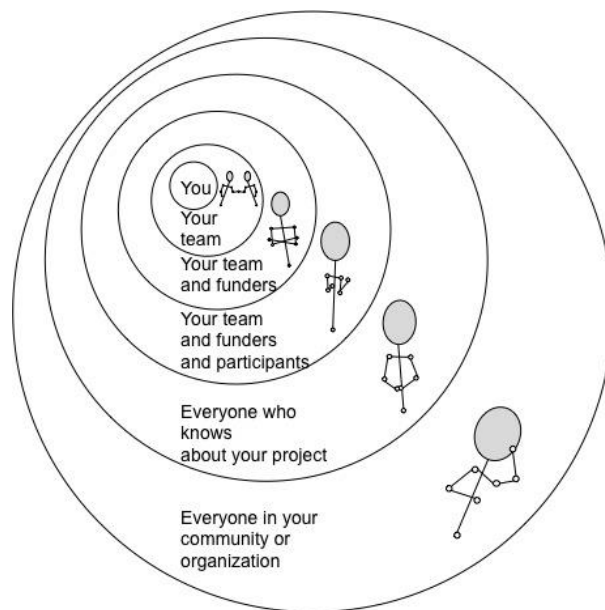 You
Your
team
Your team
and funders
Your team
and funders
and participants
Everyone who
knows
about your project
Everyone in your
community or
organization